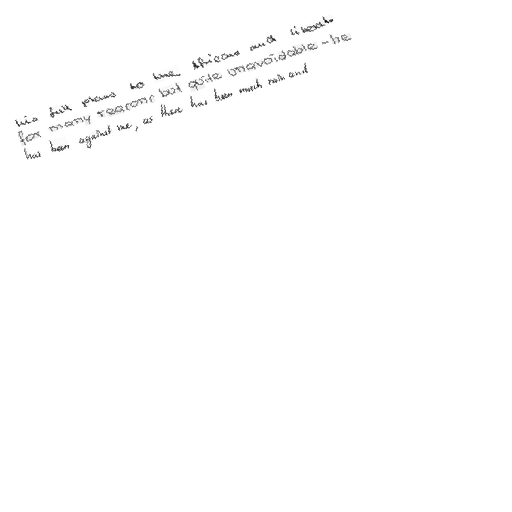 his full plans to the Africans and
for many reasons but quite unavoidable - he
has been against me, as there has been much rain and